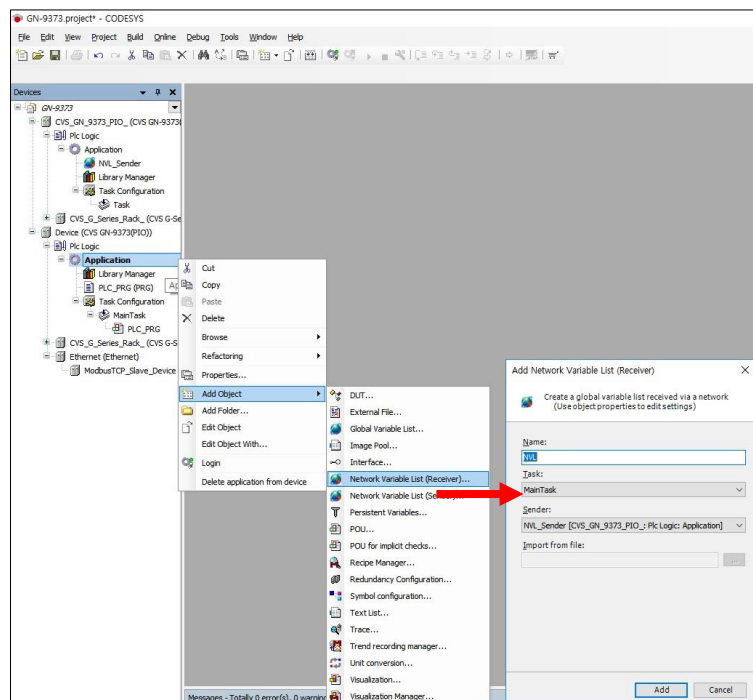 GN-9373.project* - CODESYS
File Edit View Project Build Online Debug Tools Window Help
Devices
GN-9373
CVS_GN_9373_PIO_ (CVS GN-9373(
Plc Logic
Application
NVL_Sender
Library Manager
Task Configuration
Task
CVS_G_Series_Rack_ (CVS G-Se
Device (CVS GN-9373(PIO))
Plc Logic
Application
Library Manager
PLC_PRG (PRG)
Task Configuration
MainTask
PLC_PRG
CVS_G_Series_Rack_ (CVS G-S
Ethernet (Ethernet)
ModbusTCP_Slave_Device
Cut
Copy
Paste
Delete
Browse
Refactoring
Properties...
Add Object
Add Folder...
Edit Object
Edit Object With...
Login
Delete application from device
DUT...
External File...
Global Variable List...
Image Pool...
Interface...
Network Variable List (Receiver)...
Network Variable List (Sender)...
Persistent Variables...
POU...
POU for implicit checks...
Recipe Manager...
Redundancy Configuration...
Symbol configuration...
Text List...
Trace...
Trend recording manager...
Unit conversion...
Visualization...
Visualization Manager...
Messages - Totally 0 error(s), 0 warning
Add Network Variable List (Receiver)
Create a global variable list received via a network
(Use object properties to edit settings)
Name:
NVL
Task:
MainTask
Sender:
NVL_Sender [CVS_GN_9373_PIO_: Plc Logic: Application]
Import from file:
...
Add Cancel